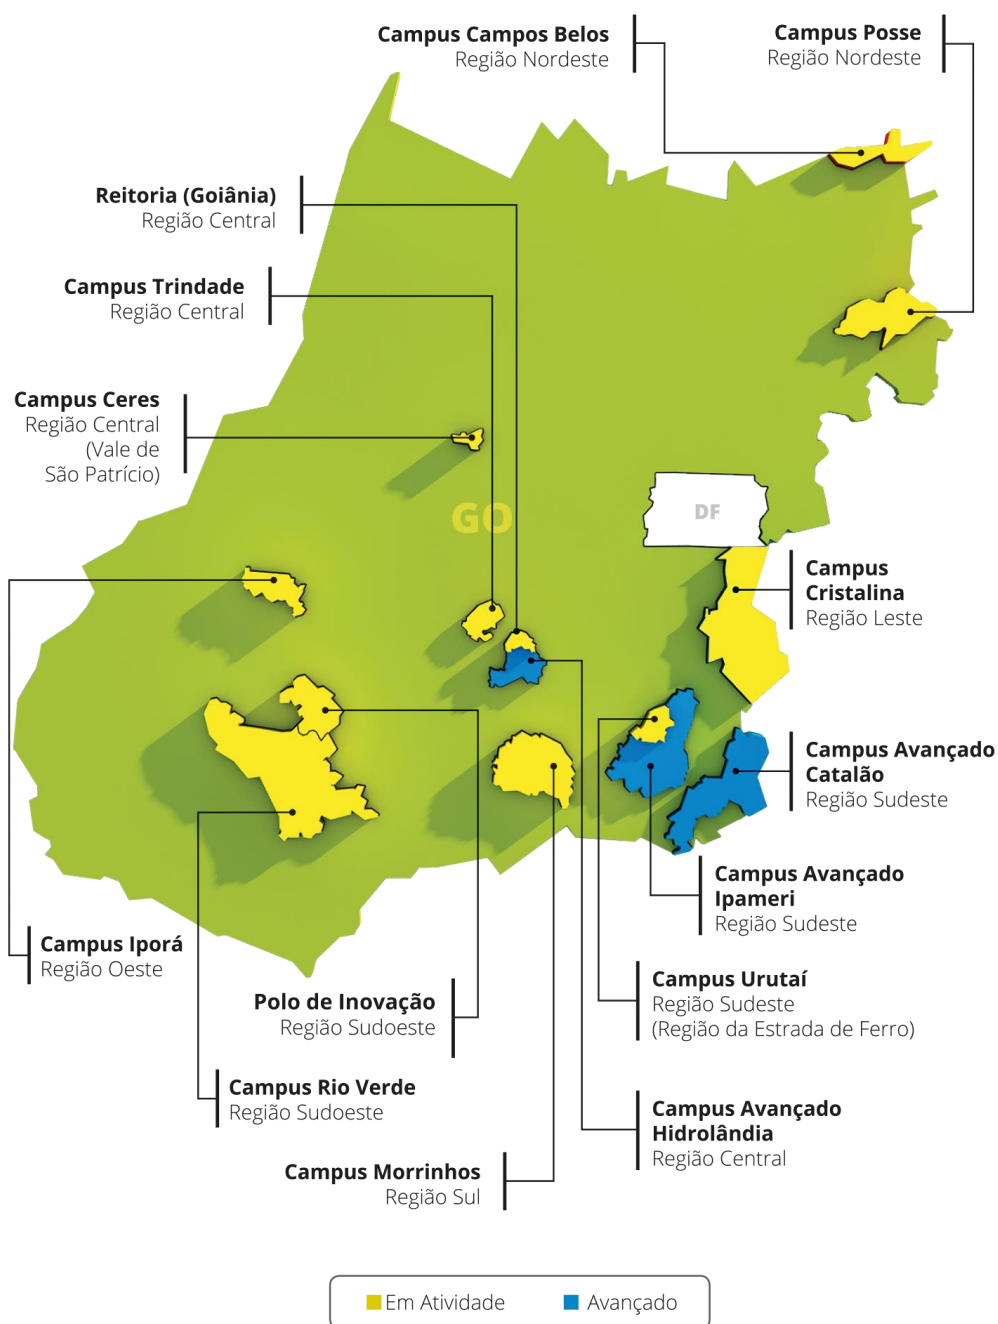 Campus Campos Belos
Região Nordeste
Campus Posse
Região Nordeste
Reitoria (Goiânia)
Região Central
Campus Trindade
Região Central
Campus Ceres
Região Central
(Vale de
São Patrício)
GO
DF
Campus
Cristalina
Região Leste
Campus Avançado
Catalão
Região Sudeste
Campus Avançado
Ipameri
Região Sudeste
Campus Iporá
Região Oeste
Campus Urutaí
Região Sudeste
(Região da Estrada de Ferro)
Polo de Inovação
Região Sudoeste
Campus Rio Verde
Região Sudoeste
Campus Avançado
Hidrolândia
Região Central
Campus Morrinhos
Região Sul
Em Atividade
Avançado